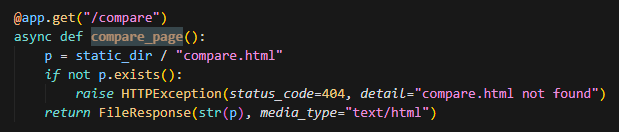 @app.get("/compare")
async def compare_page():
    p = static_dir / "compare.html"
    if not p.exists():
        raise HTTPException(status_code=404, detail="compare.html not found")
    return FileResponse(str(p), media_type="text/html")